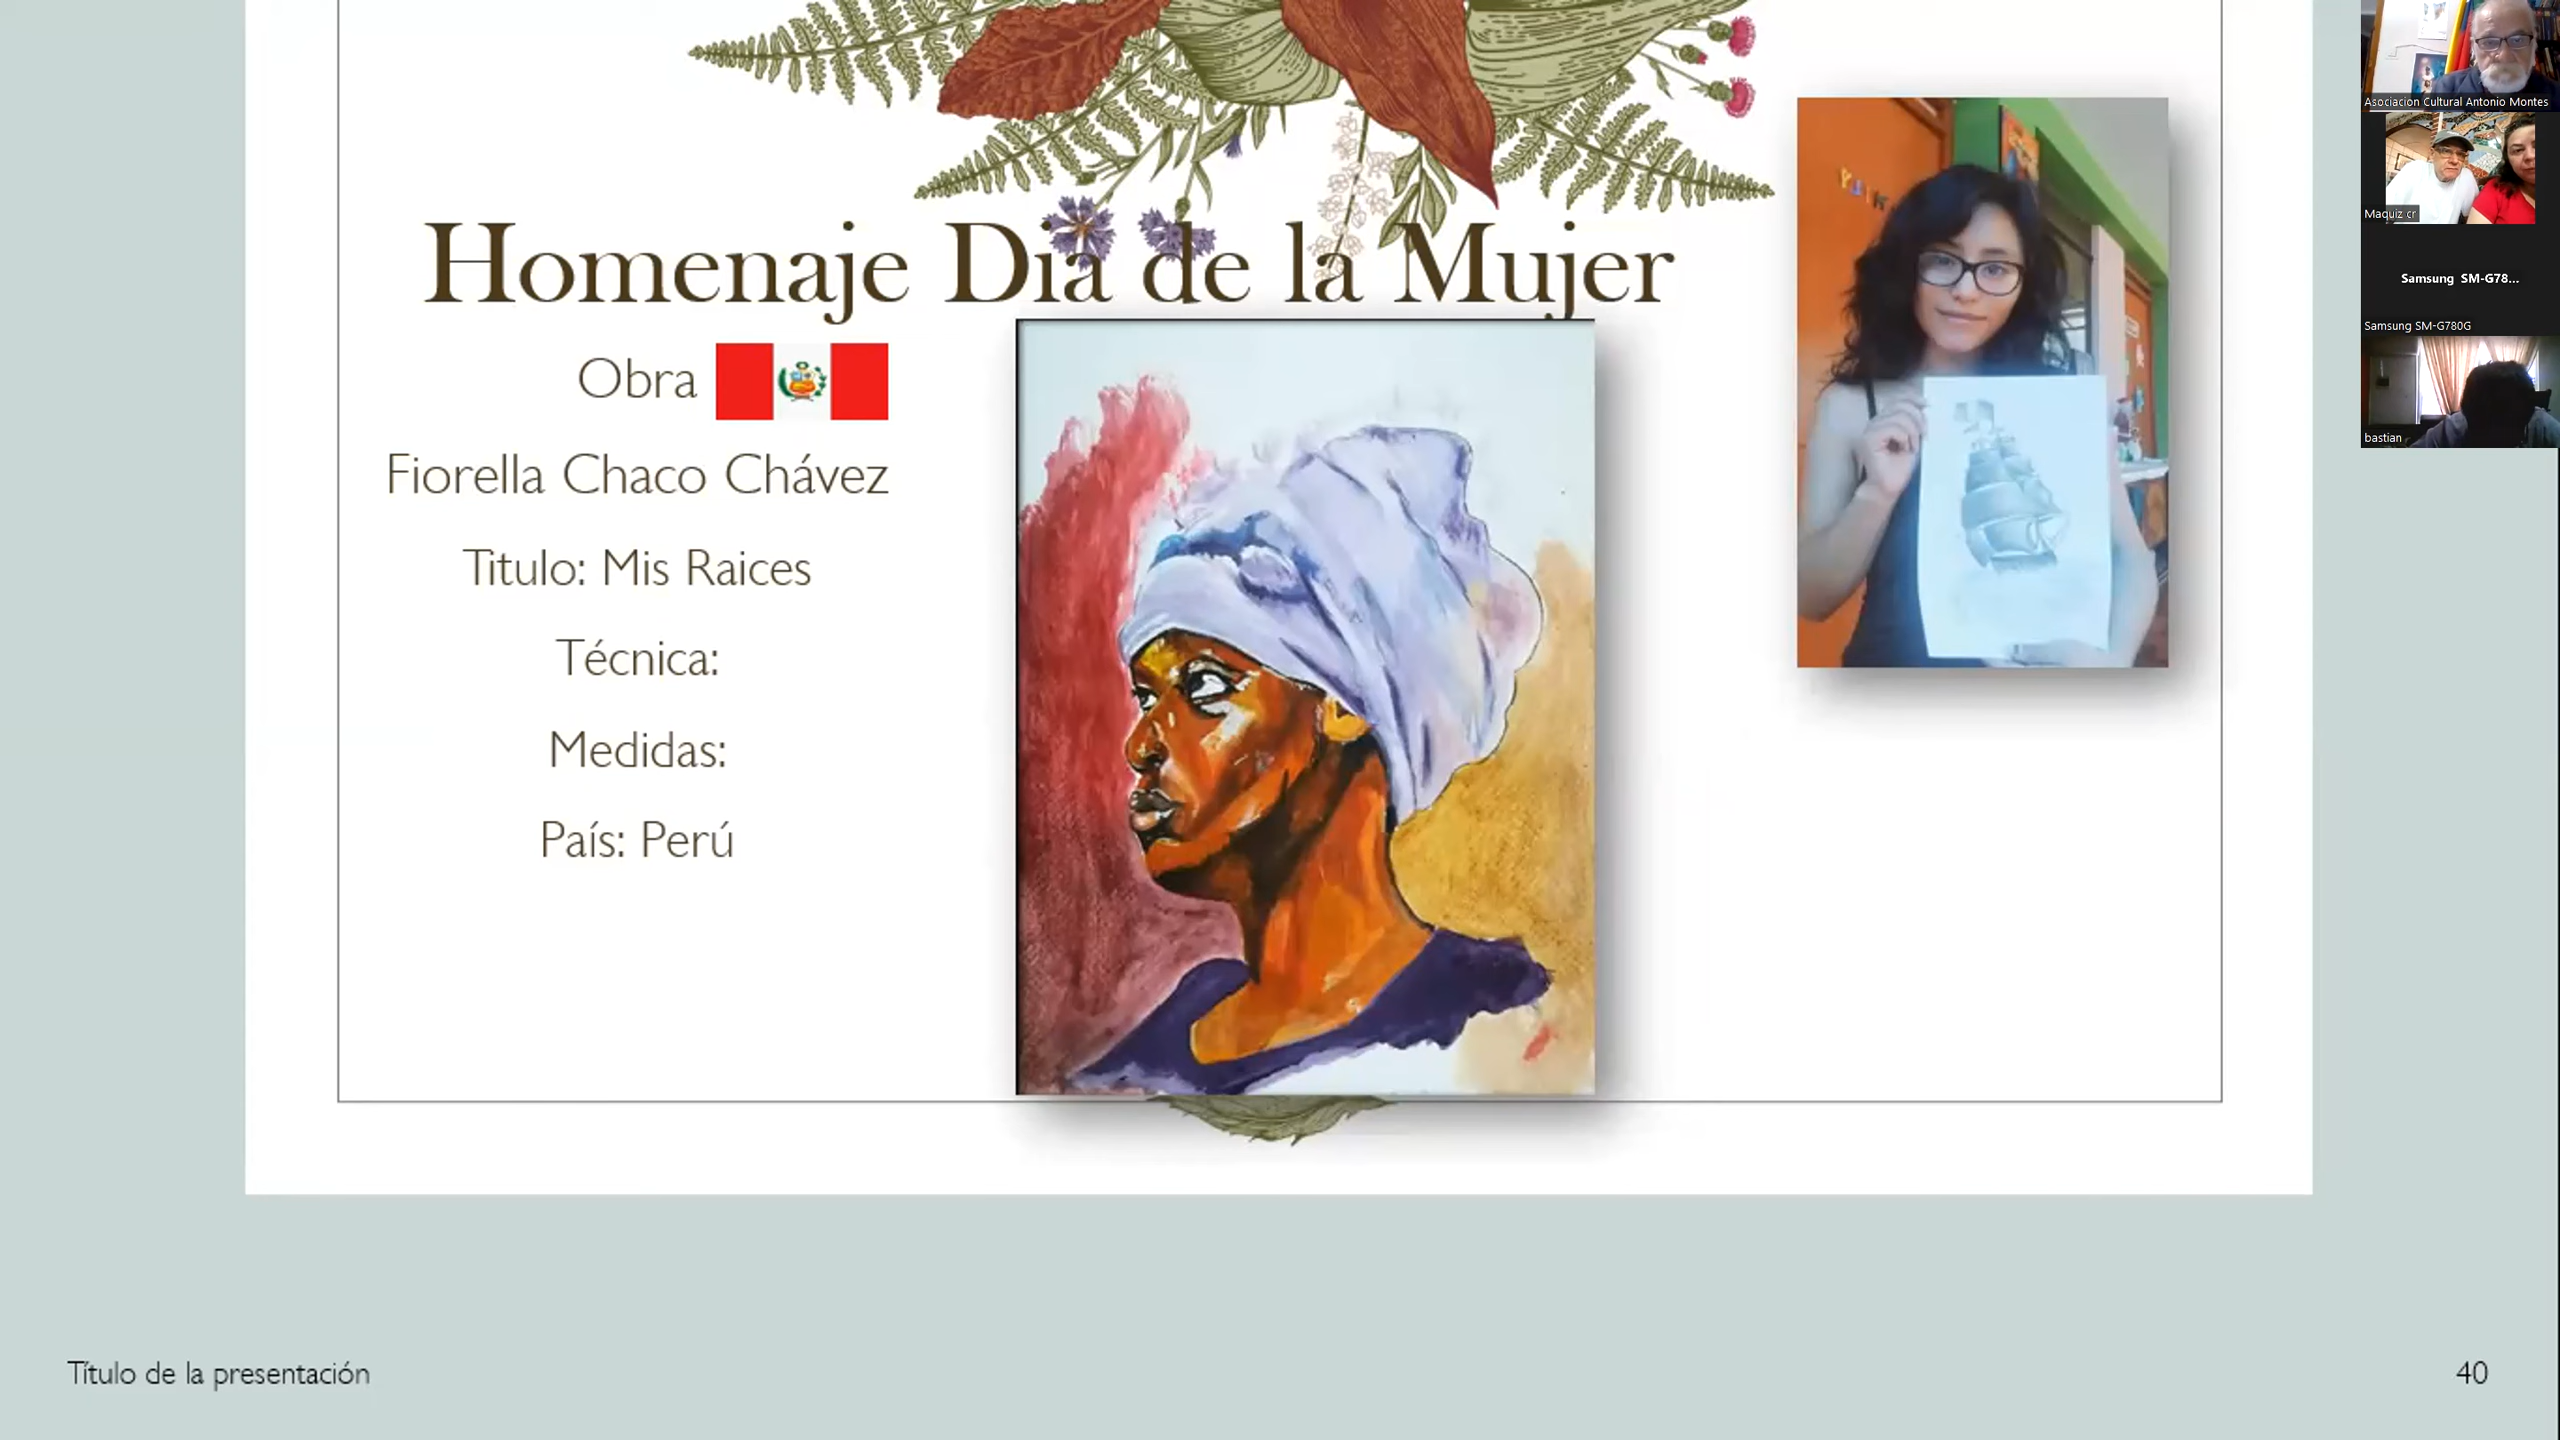 Homenaje Dia de la Mujer
Obra
Fiorella Chaco Chávez
Titulo: Mis Raices
Técnica:
Medidas:
País: Perú
Título de la presentación
40
Asociacion Cultural Antonio Montes
Maquiz cr
Samsung SM-G78...
Samsung SM-G780G
bastian